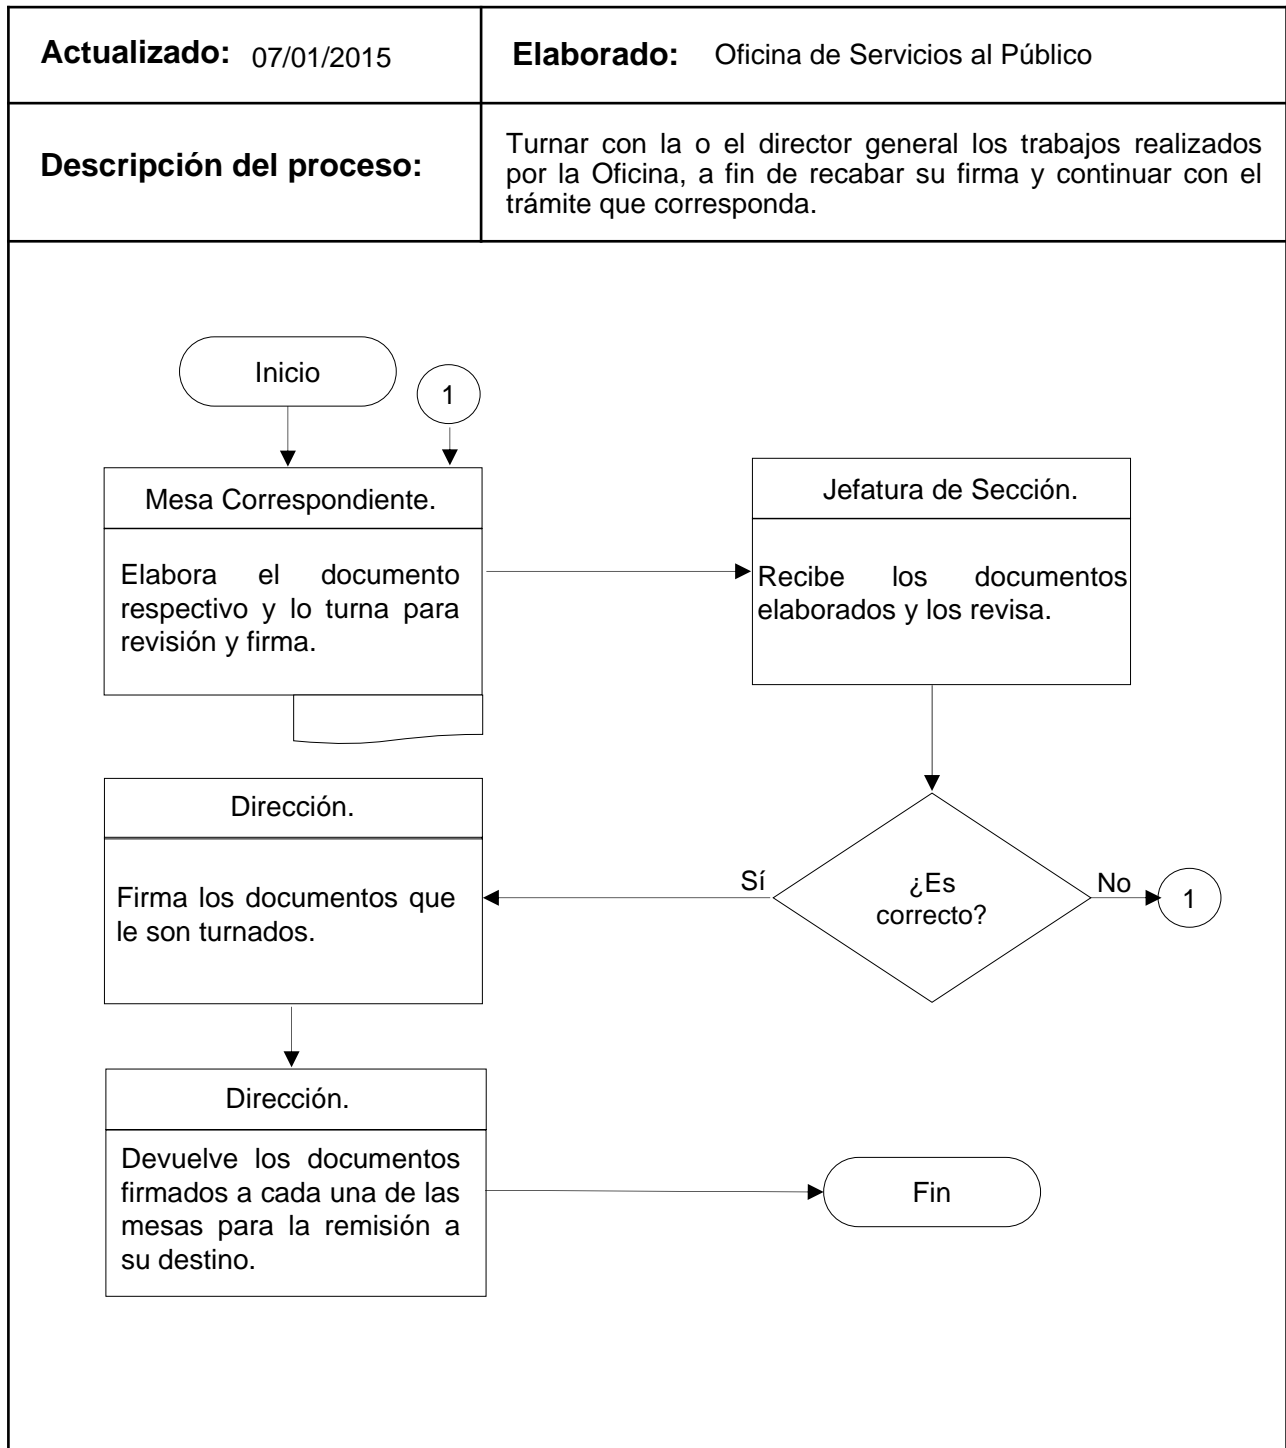 Actualizado: 07/01/2015
Elaborado: Oficina de Servicios al Público
Descripción del proceso:
Turnar con la o el director general los trabajos realizados
por la Oficina, a fin de recabar su firma y continuar con el
trámite que corresponda.
Inicio
1
Mesa Correspondiente.
Elabora el documento
respectivo y lo turna para
revisión y firma.
Jefatura de Sección.
Recibe los documentos
elaborados y los revisa.
¿Es
correcto?
Sí
No
1
Dirección.
Firma los documentos que
le son turnados.
Dirección.
Devuelve los documentos
firmados a cada una de las
mesas para la remisión a
su destino.
Fin